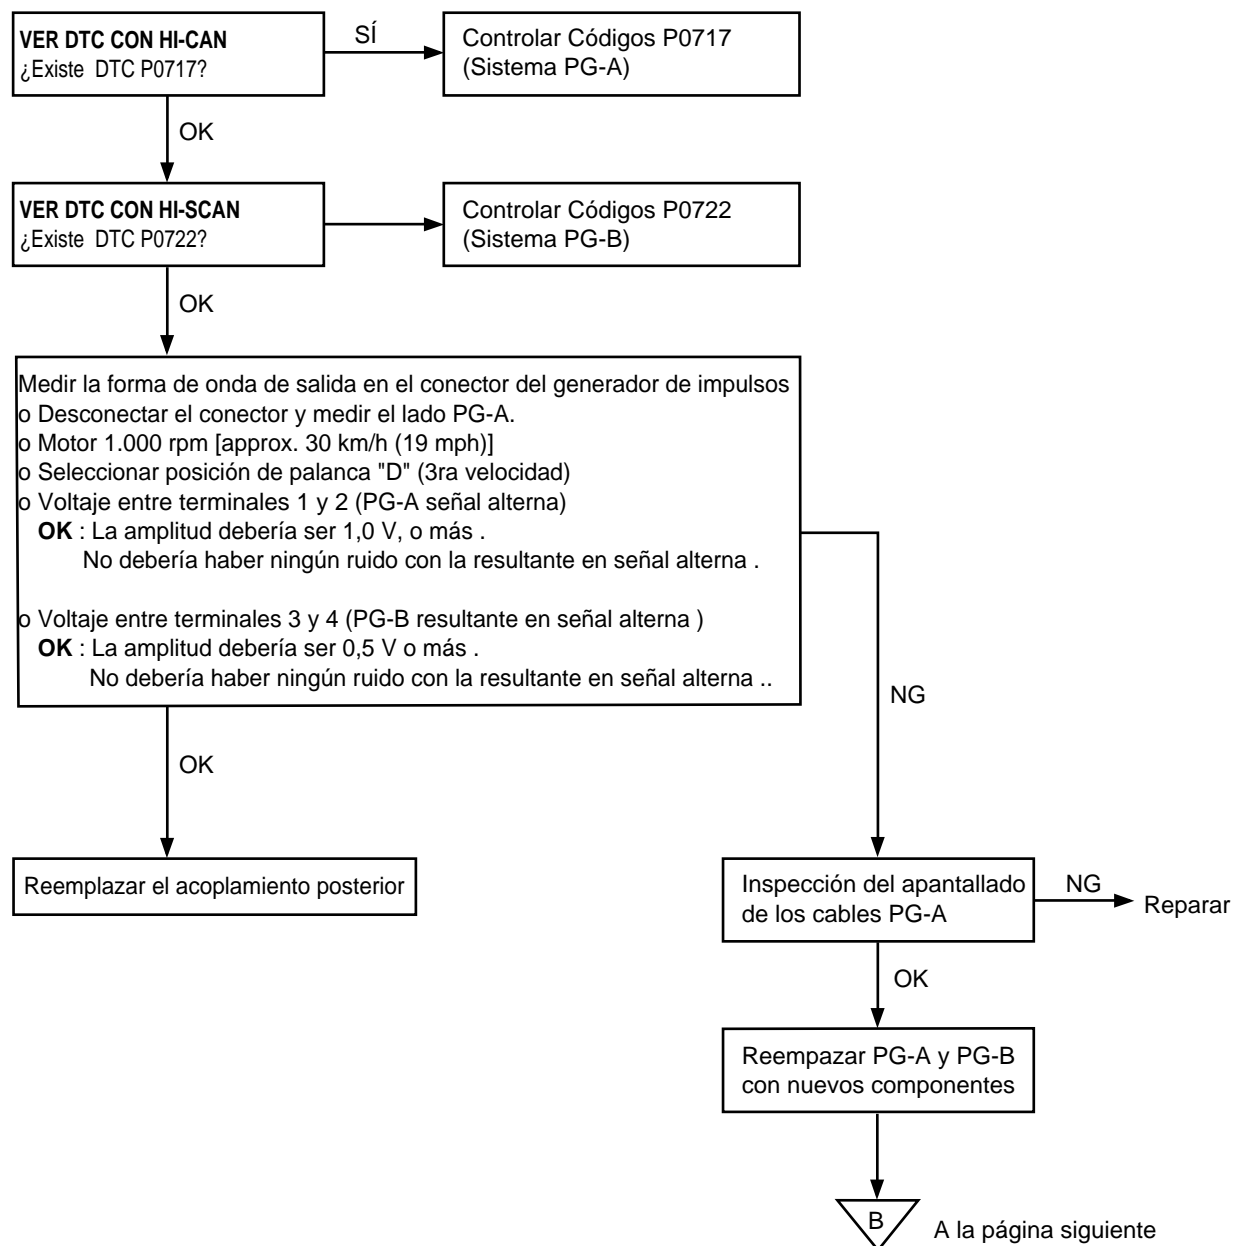 VER DTC CON HI-CAN
¿Existe DTC P0717?
SÍ
Controlar Códigos P0717
(Sistema PG-A)
OK
VER DTC CON HI-SCAN
¿Existe DTC P0722?
Controlar Códigos P0722
(Sistema PG-B)
OK
Medir la forma de onda de salida en el conector del generador de impulsos
o Desconectar el conector y medir el lado PG-A.
o Motor 1.000 rpm [approx. 30 km/h (19 mph)]
o Seleccionar posición de palanca "D" (3ra velocidad)
o Voltaje entre terminales 1 y 2 (PG-A señal alterna)
OK : La amplitud debería ser 1,0 V, o más .
No debería haber ningún ruido con la resultante en señal alterna .
o Voltaje entre terminales 3 y 4 (PG-B resultante en señal alterna )
OK : La amplitud debería ser 0,5 V o más .
No debería haber ningún ruido con la resultante en señal alterna ..
NG
OK
Reemplazar el acoplamiento posterior
Inspección del apantallado
de los cables PG-A
NG
Reparar
OK
Reempazar PG-A y PG-B
con nuevos componentes
B
A la página siguiente